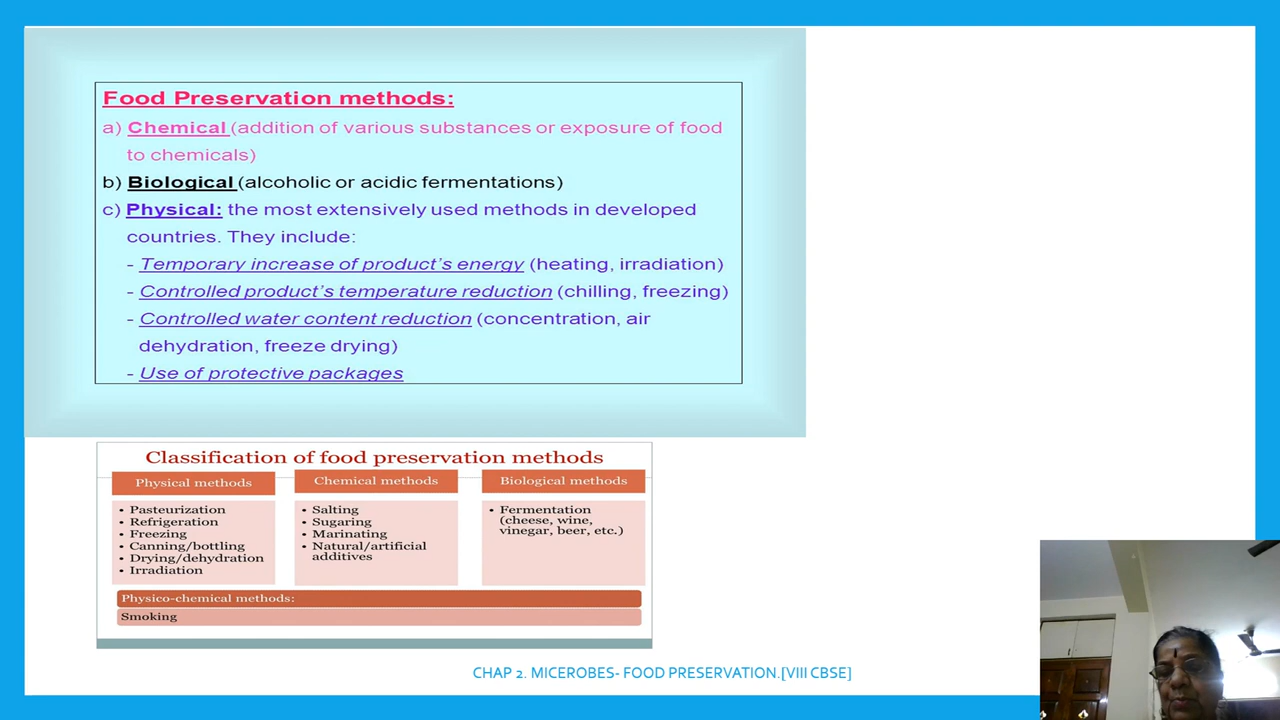 Food Preservation methods:
a) Chemical (addition of various substances or exposure of food
to chemicals)
b) Biological (alcoholic or acidic fermentations)
c) Physical: the most extensively used methods in developed
countries. They include:
- Temporary increase of product's energy (heating, irradiation)
- Controlled product's temperature reduction (chilling, freezing)
- Controlled water content reduction (concentration, air
dehydration, freeze drying)
- Use of protective packages
Classification of food preservation methods
Physical methods
• Pasteurization
• Refrigeration
• Freezing
• Canning/bottling
• Drying/dehydration
• Irradiation
Chemical methods
• Salting
• Sugaring
• Marinating
• Natural/artificial
additives
Biological methods
• Fermentation
(cheese, wine,
vinegar, beer, etc.)
Physico-chemical methods:
Smoking
CHAP 2. MICEROBES- FOOD PRESERVATION.[VIII CBSE]